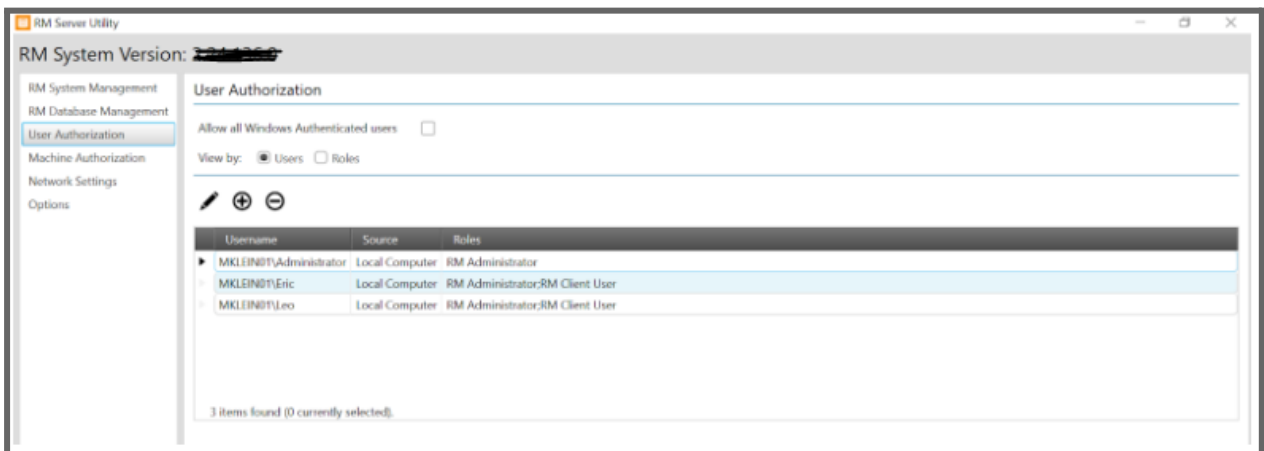 RM Server Utility
RM System Version:
RM System Management
RM Database Management
User Authorization
Machine Authorization
Network Settings
Options
User Authorization
Allow all Windows Authenticated users
View by: Users Roles
Username Source Roles
MKLEIN01\Administrator Local Computer RM Administrator
MKLEIN01\Eric Local Computer RM Administrator;RM Client User
MKLEIN01\Leo Local Computer RM Administrator;RM Client User
3 items found (0 currently selected).